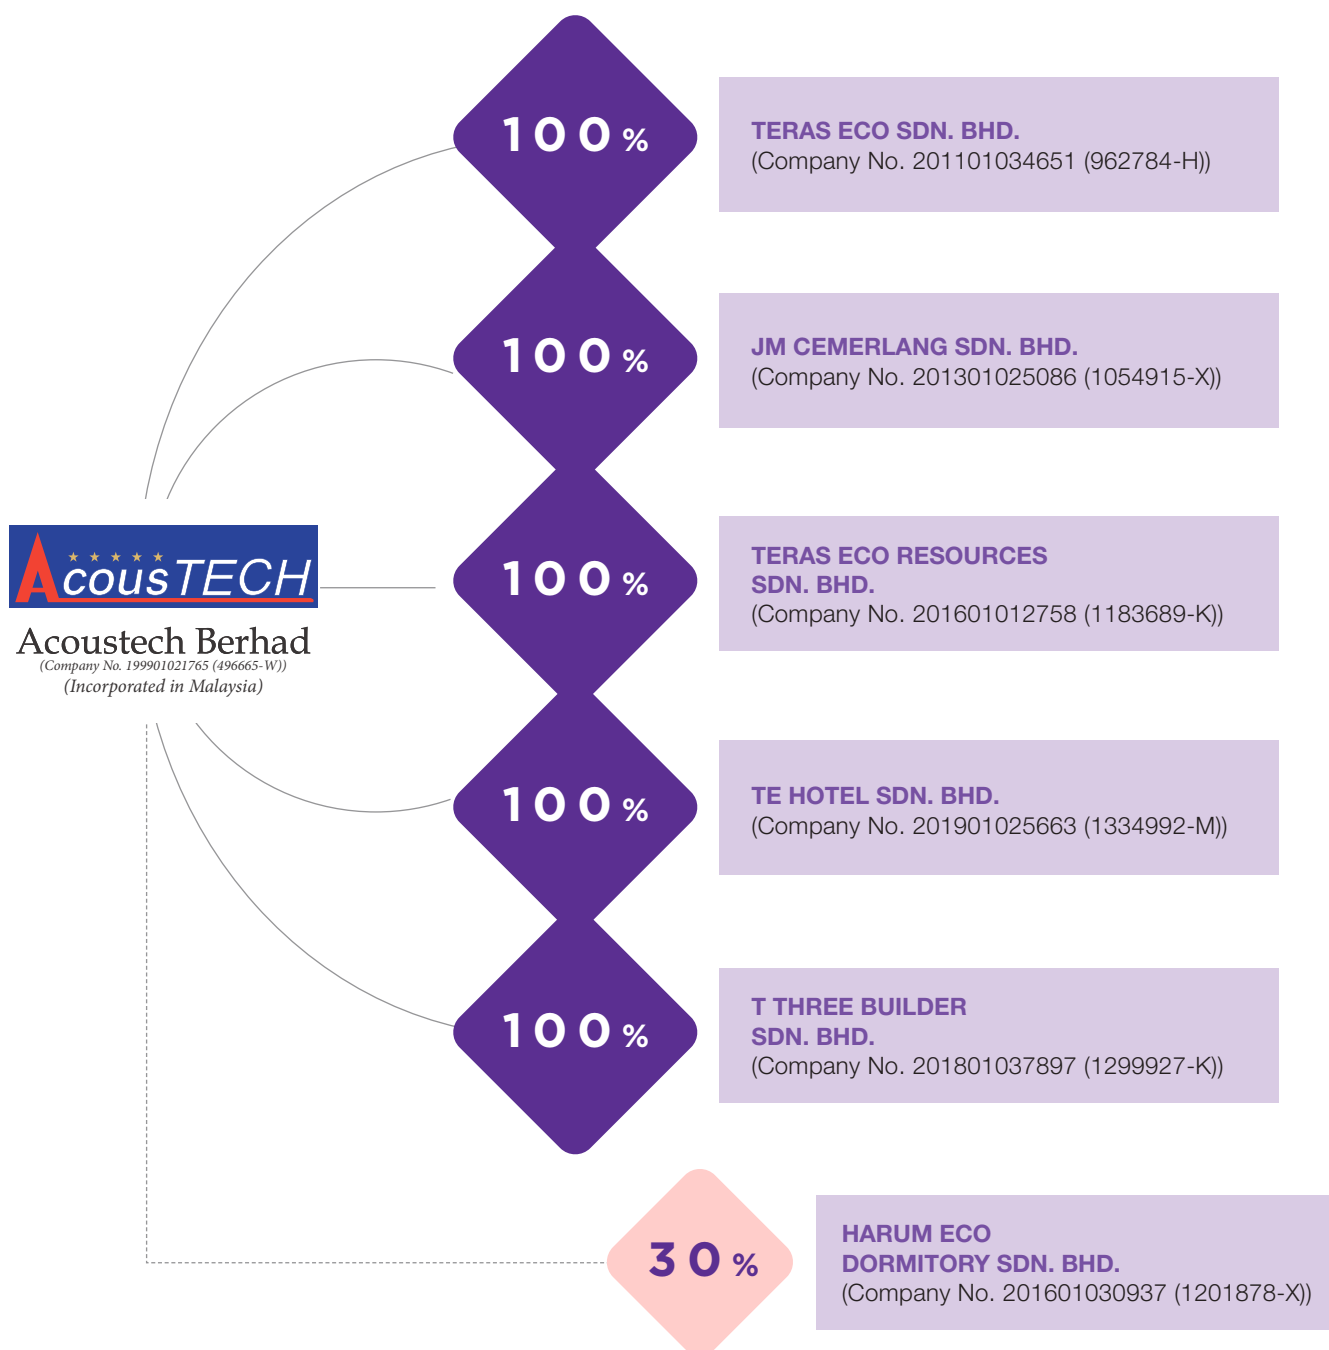 100%
TERAS ECO SDN. BHD.
(Company No. 201101034651 (962784-H))
100%
JM CEMERLANG SDN. BHD.
(Company No. 201301025086 (1054915-X))
AcousTECH
Acoustech Berhad
(Company No. 199901021765 (496665-W))
(Incorporated in Malaysia)
100%
TERAS ECO RESOURCES
SDN. BHD.
(Company No. 201601012758 (1183689-K))
100%
TE HOTEL SDN. BHD.
(Company No. 201901025663 (1334992-M))
100%
T THREE BUILDER
SDN. BHD.
(Company No. 201801037897 (1299927-K))
30%
HARUM ECO
DORMITORY SDN. BHD.
(Company No. 201601030937 (1201878-X))